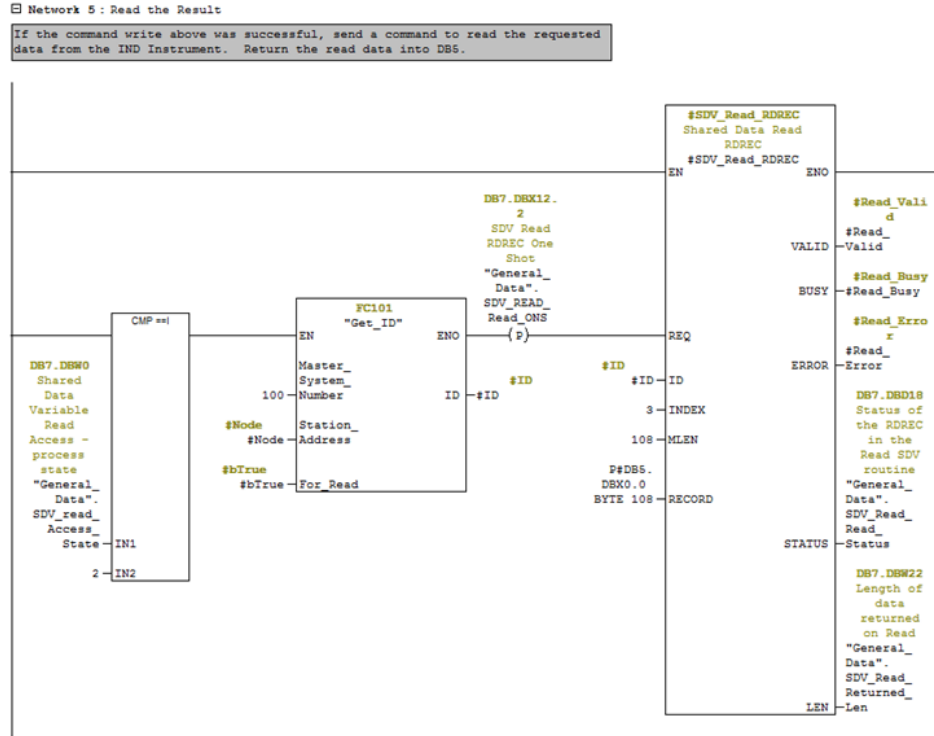 Network 5 : Read the Result
If the command write above was successful, send a command to read the requested
data from the IND Instrument.  Return the read data into DB5.
CMP ==I
DB7.DBW0
Shared
Data
Variable
Read
Access -
process
state
"General_
Data".
SDV_read_
Access_
State
IN1
2
IN2
FC101
"Get_ID"
EN
ENO
Master_
System_
100
Number
ID
#ID
#ID
#Node
Station_
#Node
Address
#bTrue
#bTrue
For_Read
DB7.DBX12.
2
SDV Read
RDREC One
Shot
"General_
Data".
SDV_READ_
Read_ONS
(P)
#SDV_Read_RDREC
Shared Data Read
RDREC
#SDV_Read_RDREC
EN
ENO
REQ
#ID
#ID
ID
3
INDEX
108
MLEN
P#DB5.
DBX0.0
BYTE 108
RECORD
#Read_Vali
d
#Read_
VALID
Valid
#Read_Busy
BUSY
#Read_Busy
#Read_Erro
r
#Read_
ERROR
Error
DB7.DBD18
Status of
the RDREC
in the
Read SDV
routine
"General_
Data".
SDV_Read_
Read_
STATUS
Status
DB7.DBW22
Length of
data
returned
on Read
"General_
Data".
SDV_Read_
Returned_
LEN
Len